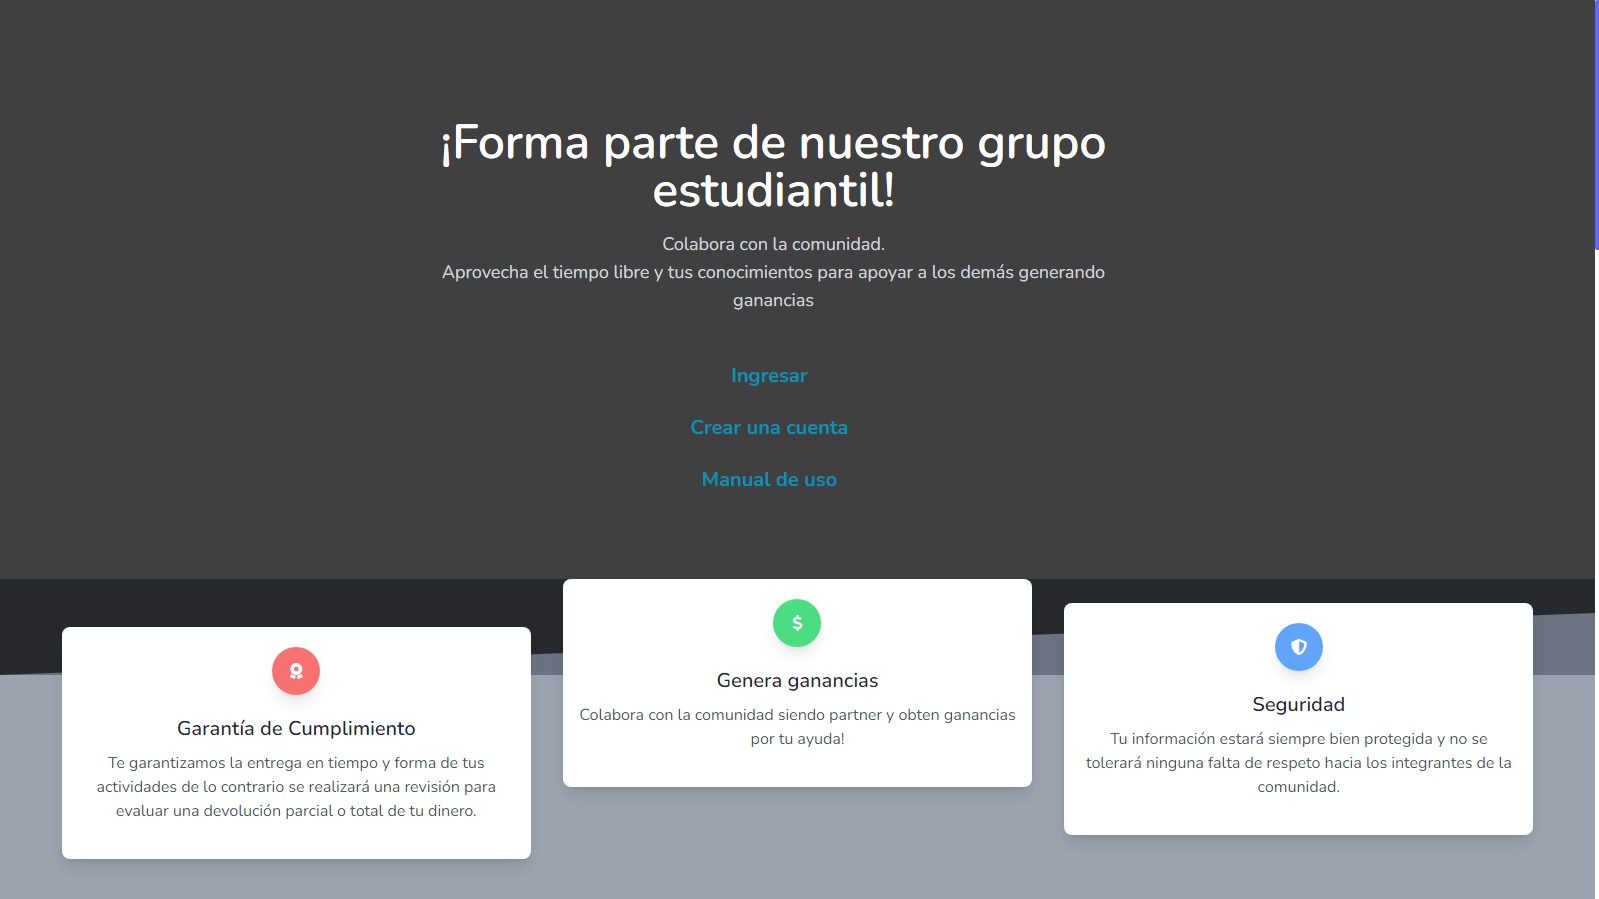 ¡Forma parte de nuestro grupo
estudiantil!
Colabora con la comunidad.
Aprovecha el tiempo libre y tus conocimientos para apoyar a los demás generando
ganancias
Ingresar
Crear una cuenta
Manual de uso
Garantía de Cumplimiento
Te garantizamos la entrega en tiempo y forma de tus
actividades de lo contrario se realizará una revisión para
evaluar una devolución parcial o total de tu dinero.
$
Genera ganancias
Colabora con la comunidad siendo partner y obten ganancias
por tu ayuda!
Seguridad
Tu información estará siempre bien protegida y no se
tolerará ninguna falta de respeto hacia los integrantes de la
comunidad.